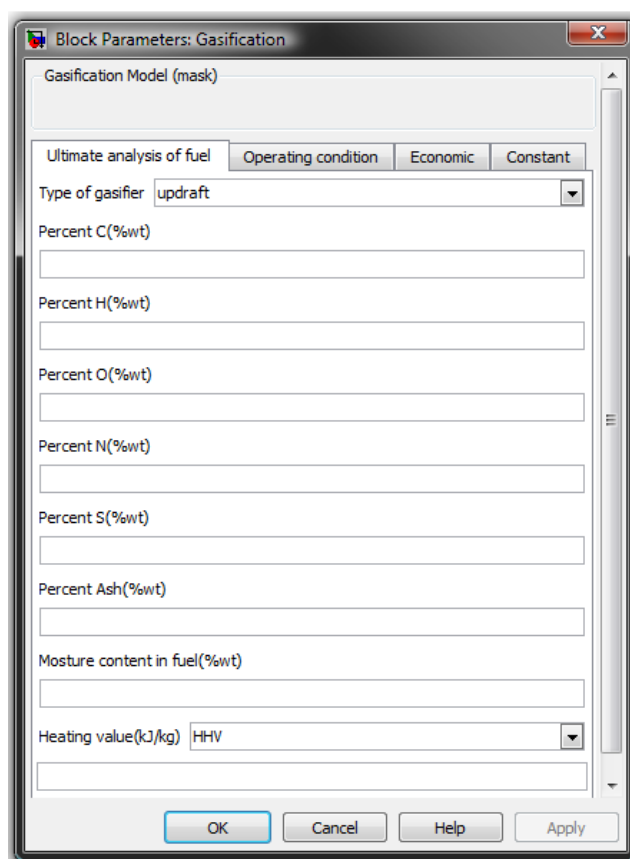 Block Parameters: Gasification
Gasification Model (mask)
Ultimate analysis of fuel Operating condition Economic Constant
Type of gasifier updraft
Percent C(%wt)
Percent H(%wt)
Percent O(%wt)
Percent N(%wt)
Percent S(%wt)
Percent Ash(%wt)
Mosture content in fuel(%wt)
Heating value(kJ/kg) HHV
OK Cancel Help Apply